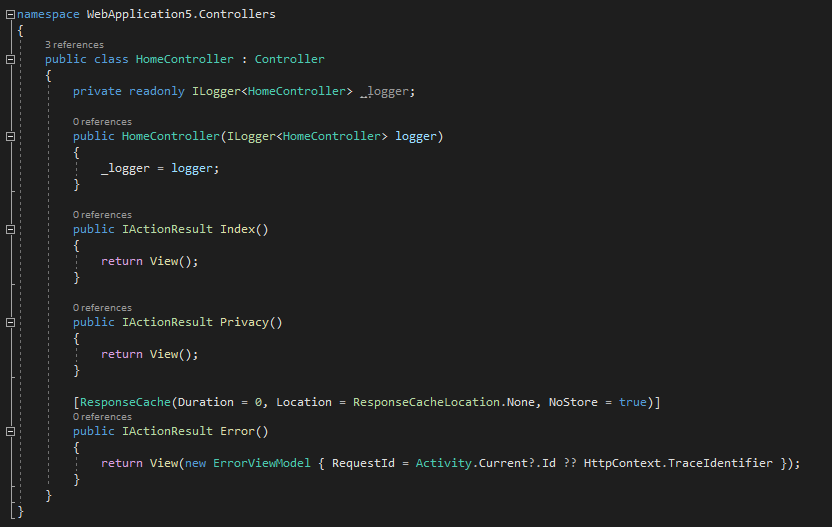 namespace WebApplication5.Controllers
{
3 references
public class HomeController : Controller
{
private readonly ILogger<HomeController> _logger;
0 references
public HomeController(ILogger<HomeController> logger)
{
_logger = logger;
}
0 references
public IActionResult Index()
{
return View();
}
0 references
public IActionResult Privacy()
{
return View();
}
[ResponseCache(Duration = 0, Location = ResponseCacheLocation.None, NoStore = true)]
0 references
public IActionResult Error()
{
return View(new ErrorViewModel { RequestId = Activity.Current?.Id ?? HttpContext.TraceIdentifier });
}
}
}